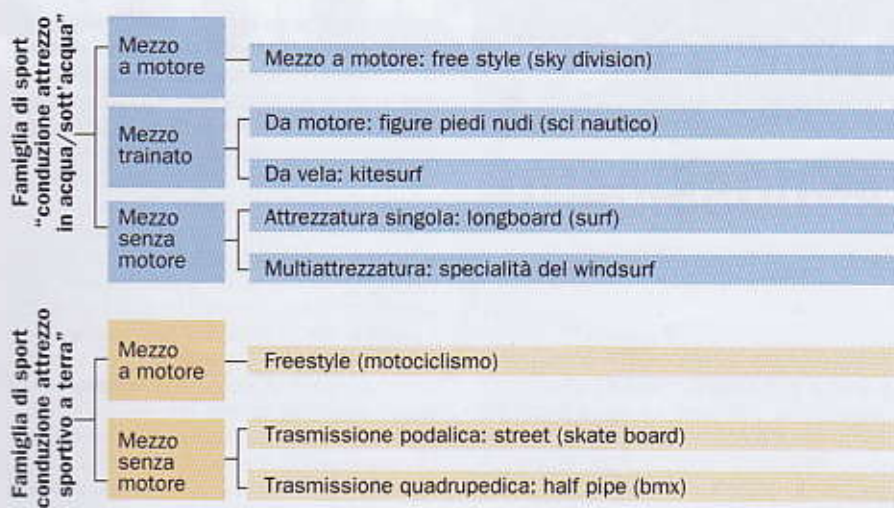 Famiglia di sport
"conduzione attrezzo
in acqua/sott'acqua"
Mezzo
a motore
Mezzo a motore: free style (sky division)
Mezzo
trainato
Da motore: figure piedi nudi (sci nautico)
Da vela: kitesurf
Mezzo
senza
motore
Attrezzatura singola: longboard (surf)
Multiattrezzatura: specialità del windsurf
Famiglia di sport
conduzione attrezzo
sportivo a terra"
Mezzo
a motore
Freestyle (motociclismo)
Mezzo
senza
motore
Trasmissione podalica: street (skate board)
Trasmissione quadrupedica: half pipe (bmx)